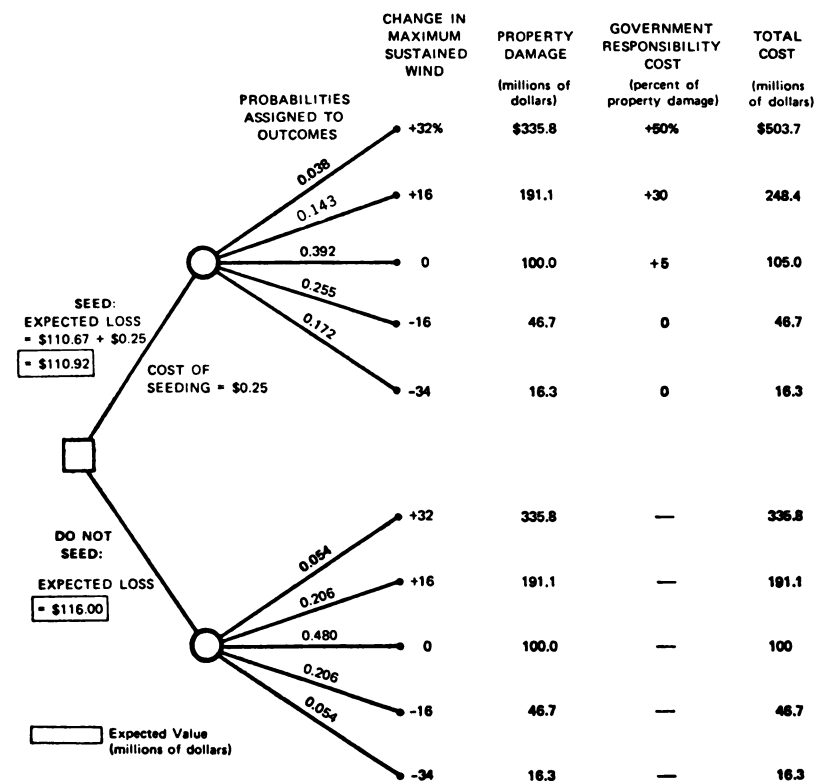 CHANGE IN
MAXIMUM
SUSTAINED
WIND
PROPERTY
DAMAGE
(millions of
dollars)
GOVERNMENT
RESPONSIBILITY
COST
(percent of
property damage)
TOTAL
COST
(millions
of dollars)
PROBABILITIES
ASSIGNED TO
OUTCOMES
0.038 +32% $335.8 +50% $503.7
0.143 +16 191.1 +30 248.4
0.392 0 100.0 +5 105.0
0.255 -16 46.7 0 46.7
0.172 -34 16.3 0 16.3
SEED:
EXPECTED LOSS
= $110.67 + $0.25
= $110.92
COST OF
SEEDING = $0.25
DO NOT
SEED:
EXPECTED LOSS
= $116.00
0.054 +32 335.8 — 335.8
0.206 +16 191.1 — 191.1
0.480 0 100.0 — 100
0.206 -16 46.7 — 46.7
0.054 -34 16.3 — 16.3
Expected Value
(millions of dollars)